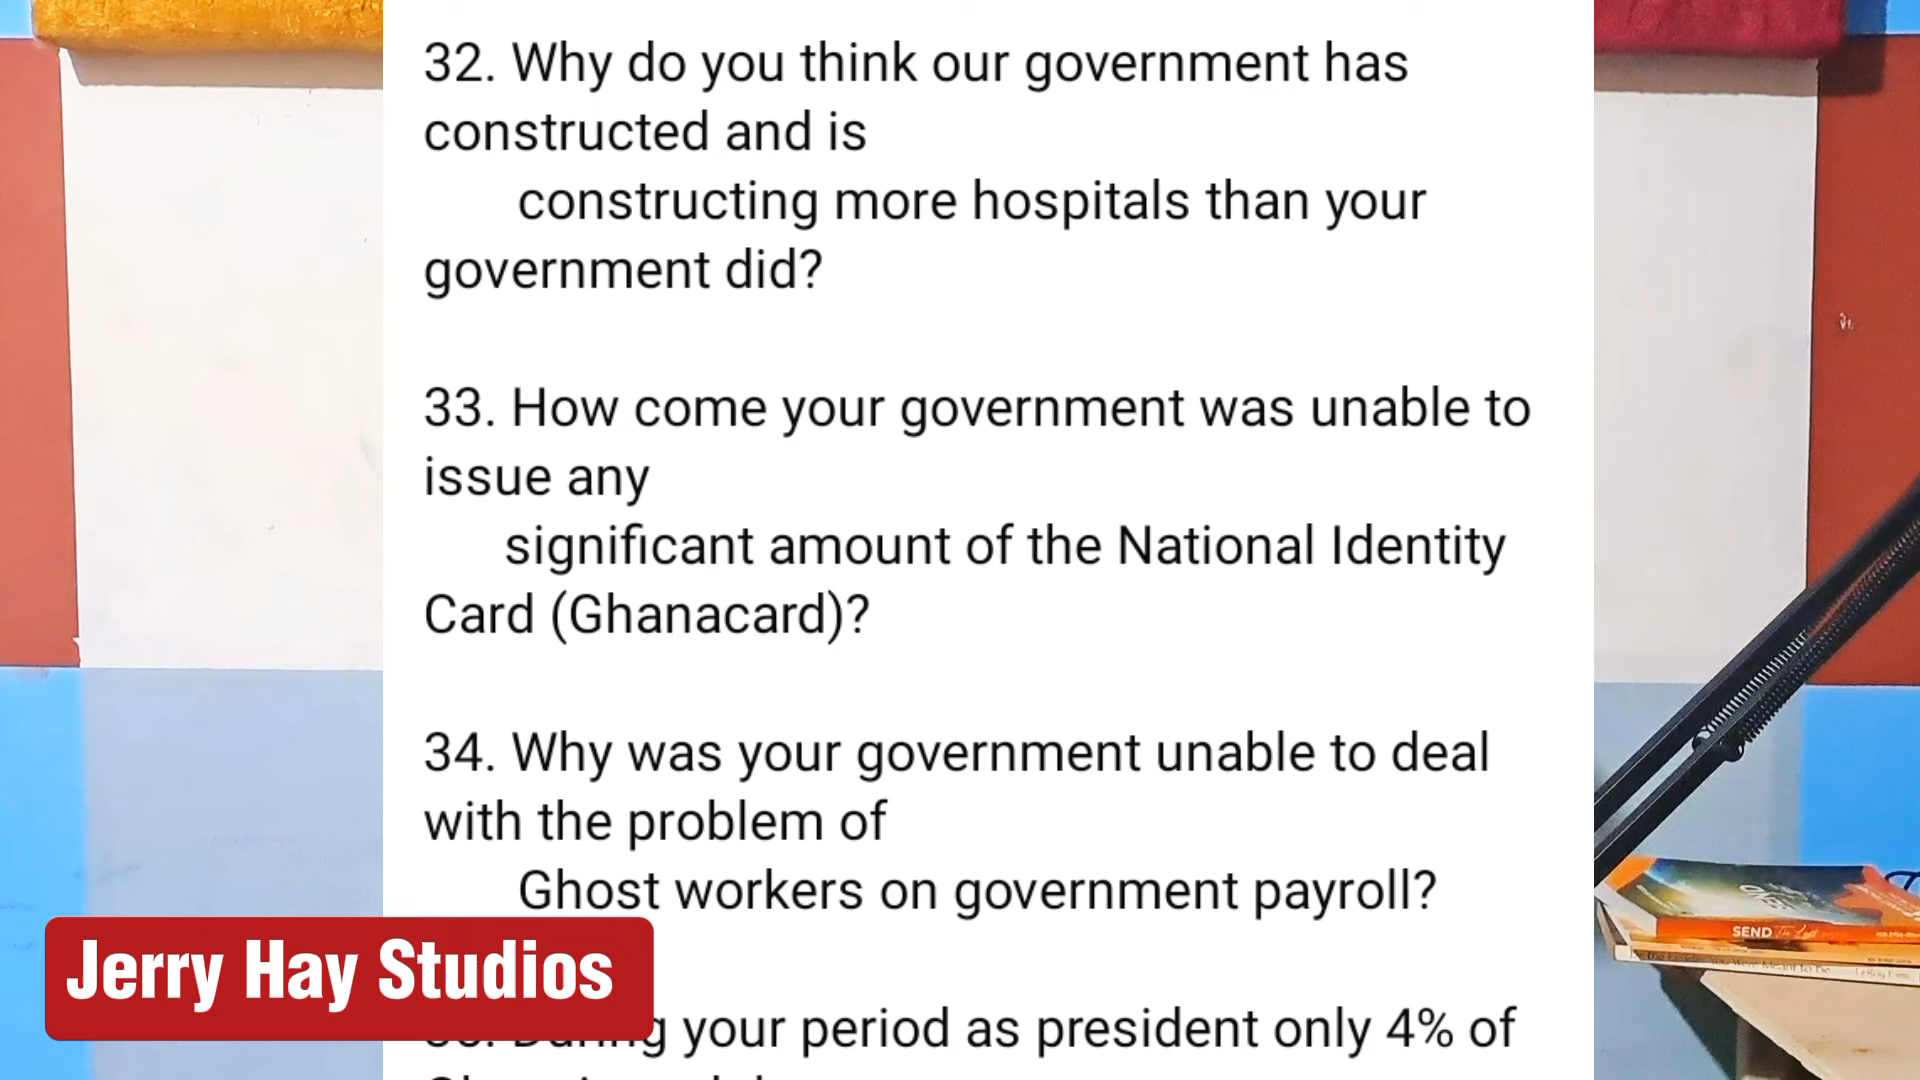 32. Why do you think our government has
constructed and is
constructing more hospitals than your
government did?
33. How come your government was unable to
issue any
significant amount of the National Identity
Card (Ghanacard)?
34. Why was your government unable to deal
with the problem of
Ghost workers on government payroll?
your period as president only 4% of
Jerry Hay Studios
SEND